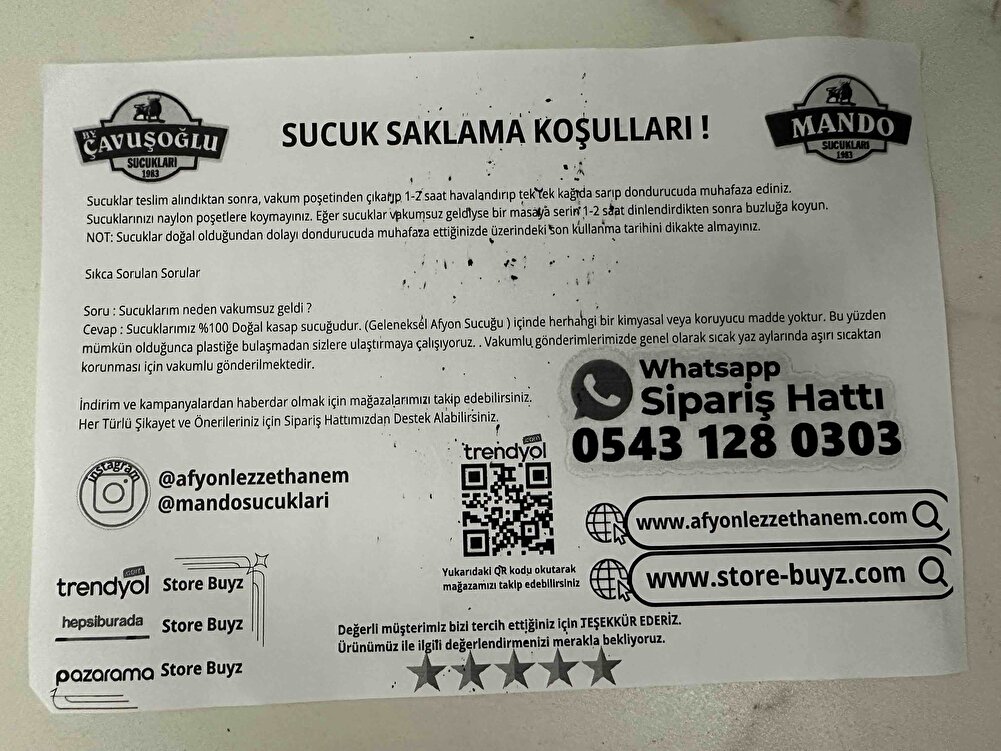 BY
ÇAVUŞOĞLU
SUCUKLARI
1983
SUCUK SAKLAMA KOŞULLARI !
MANDO
SUCUKLARI
1983
Sucuklar teslim alındıktan sonra, vakum poşetinden çıkarıp 1-2 saat havalandırıp tek tek kağıda sarıp dondurucuda muhafaza ediniz.
Sucuklarınızı naylon poşetlere koymayınız. Eğer sucuklar vakumsuz geldiyse bir masaya serin 1-2 saat dinlendirdikten sonra buzluğa koyun.
NOT: Sucuklar doğal olduğundan dolayı dondurucuda muhafaza ettiğinizde üzerindeki son kullanma tarihini dikakte almayınız.
Sıkca Sorulan Sorular
Soru : Sucuklarım neden vakumsuz geldi ?
Cevap : Sucuklarımız %100 Doğal kasap sucuğudur. (Geleneksel Afyon Sucuğu ) içinde herhangi bir kimyasal veya koruyucu madde yoktur. Bu yüzden
mümkün olduğunca plastiğe bulaşmadan sizlere ulaştırmaya çalışıyoruz. . Vakumlu gönderimlerimizde genel olarak sıcak yaz aylarında aşırı sıcaktan
korunması için vakumlu gönderilmektedir.
İndirim ve kampanyalardan haberdar olmak için mağazalarımızı takip edebilirsiniz.
Her Türlü Şikayet ve Önerileriniz için Sipariş Hattımızdan Destek Alabilirsiniz.
Whatsapp
Sipariş Hattı
0543 128 0303
instagram
@afyonlezzethanem
@mandosucuklari
trendyol.com
Yukarıdaki QR kodu okutarak
mağazamızı takip edebilirsiniz
www.afyonlezzethanem.com
www.store-buyz.com
trendyol.com Store Buyz
hepsiburada Store Buyz
pazarama Store Buyz
Değerli müşterimiz bizi tercih ettiğiniz için TEŞEKKÜR EDERİZ.
Ürünümüz ile ilgili değerlendirmenizi merakla bekliyoruz.